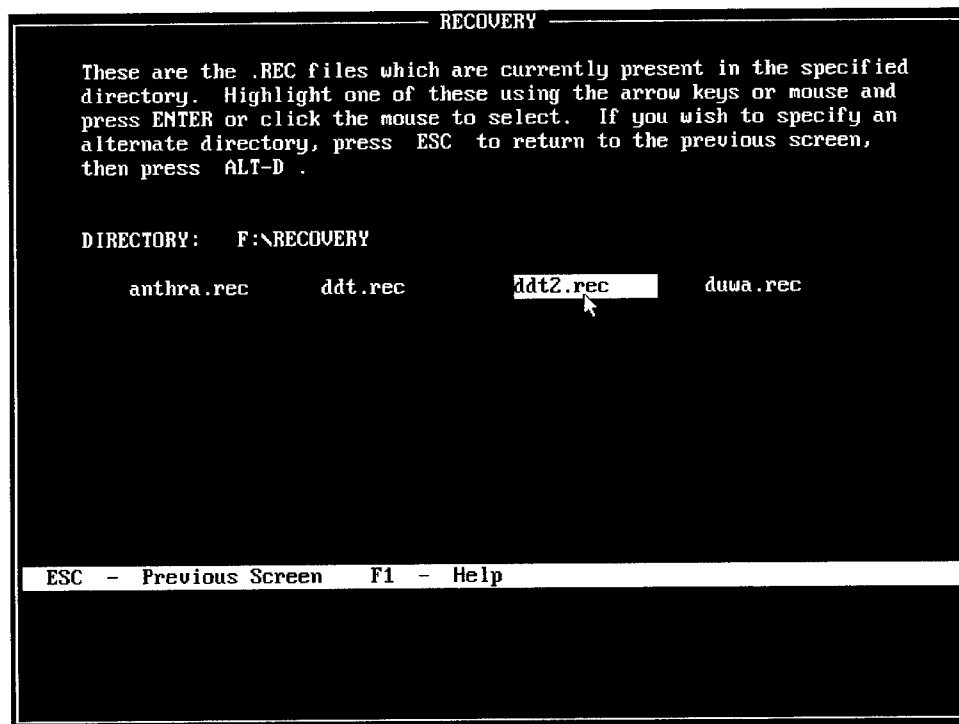 RECOVERY
These are the .REC files which are currently present in the specified
directory. Highlight one of these using the arrow keys or mouse and
press ENTER or click the mouse to select. If you wish to specify an
alternate directory, press ESC to return to the previous screen,
then press ALT-D .
DIRECTORY: F:\RECOVERY
anthra.rec ddt.rec ddt2.rec duwa.rec
ESC - Previous Screen F1 - Help